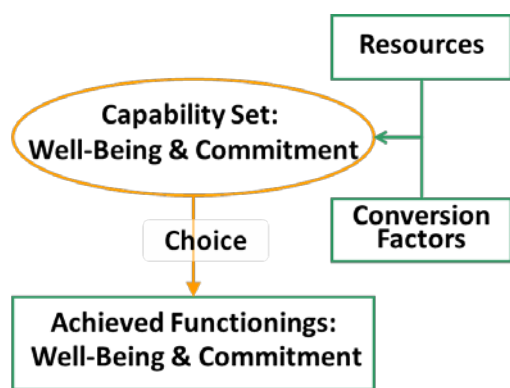 Resources
Capability Set:
Well-Being & Commitment
Conversion
Factors
Choice
Achieved Functionings:
Well-Being & Commitment